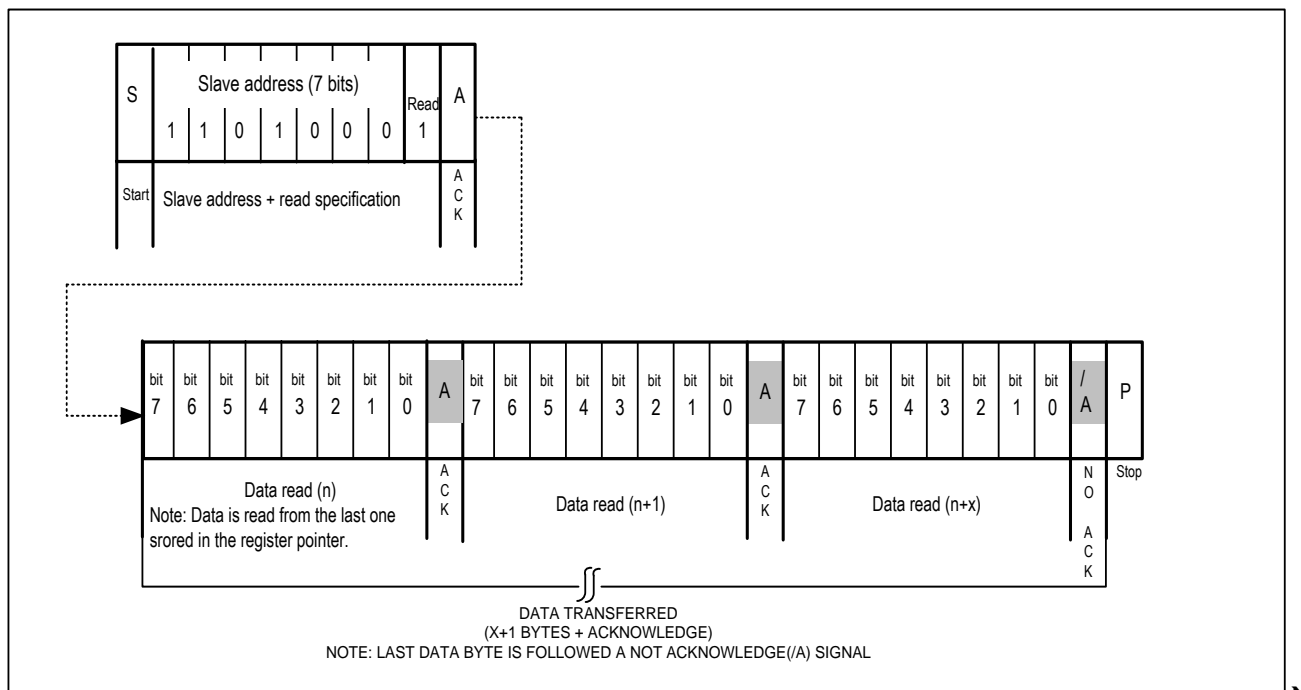 S Slave address (7 bits) Read A
1 1 0 1 0 0 0 1
Start Slave address + read specification A C K
bit bit bit bit bit bit bit bit A bit bit bit bit bit bit bit bit A bit bit bit bit bit bit bit bit /A P
7 6 5 4 3 2 1 0 7 6 5 4 3 2 1 0 7 6 5 4 3 2 1 0
A C K A C K N O A C K Stop
Data read (n)
Note: Data is read from the last one
srored in the register pointer.
Data read (n+1)
Data read (n+x)
DATA TRANSFERRED
(X+1 BYTES + ACKNOWLEDGE)
NOTE: LAST DATA BYTE IS FOLLOWED A NOT ACKNOWLEDGE(/A) SIGNAL